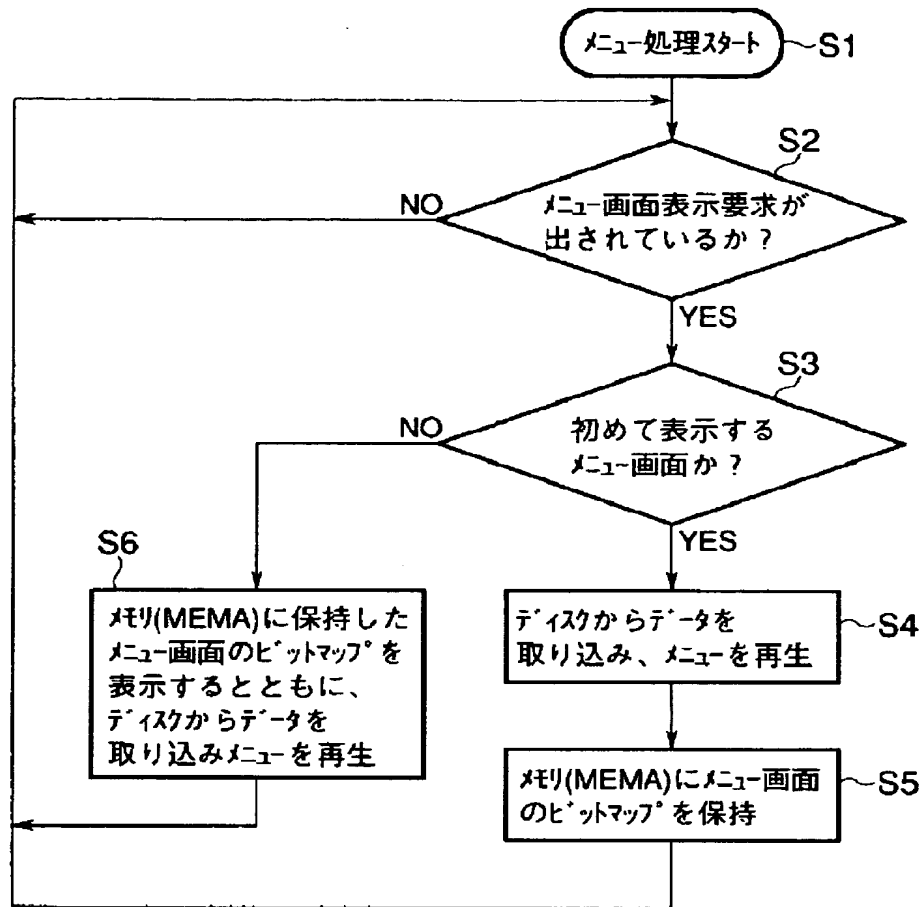 メニュー処理スタート
S1
S2
メニュー画面表示要求が
出されているか？
NO
YES
S3
初めて表示する
メニュー画面か？
NO
YES
S6
メモリ(MEMA)に保持した
メニュー画面のビットマップを
表示するとともに、
ディスクからデータを
取り込みメニューを再生
ディスクからデータを
取り込み、メニューを再生
S4
メモリ(MEMA)にメニュー画面
のビットマップを保持
S5